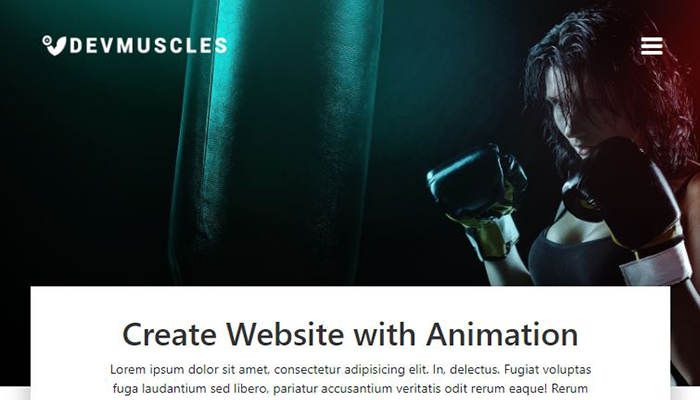 DEVMUSCLES
Create Website with Animation
Lorem ipsum dolor sit amet, consectetur adipisicing elit. In, delectus. Fugiat voluptas
fuga laudantium sed libero, pariatur accusantium veritatis odit rerum eaque! Rerum